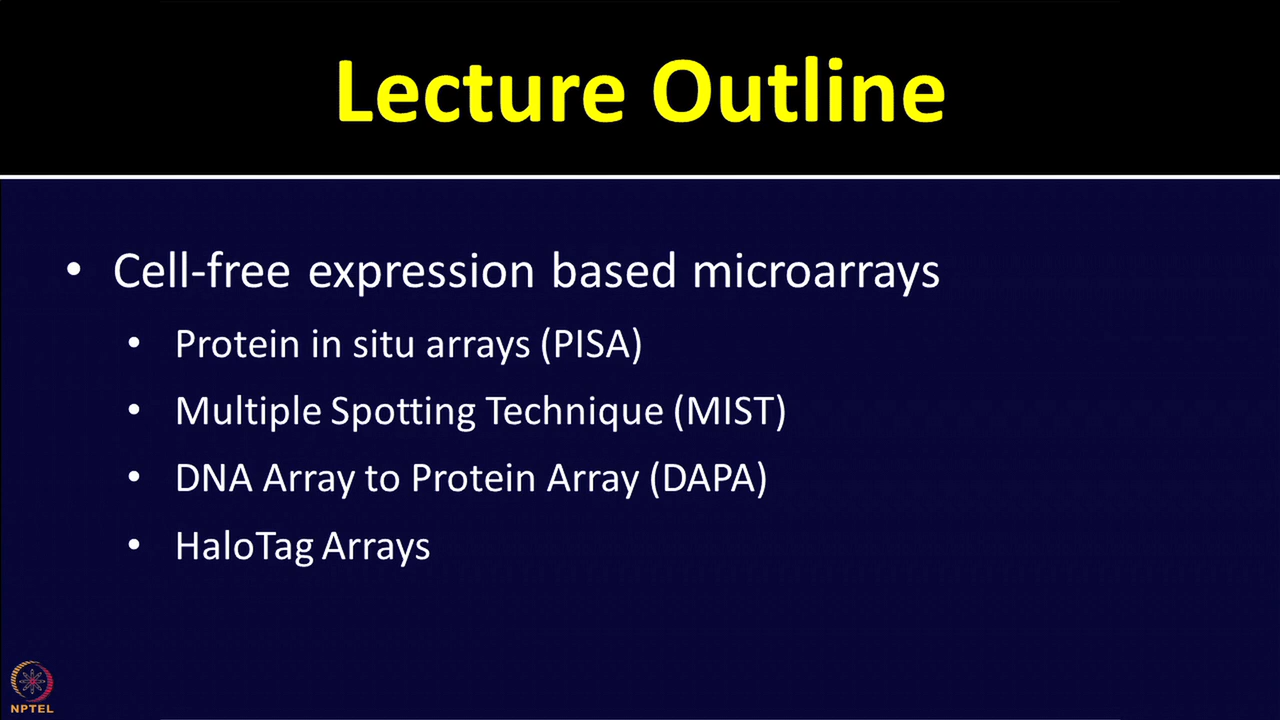 Lecture Outline
• Cell-free expression based microarrays
• Protein in situ arrays (PISA)
• Multiple Spotting Technique (MIST)
• DNA Array to Protein Array (DAPA)
• HaloTag Arrays
NPTEL